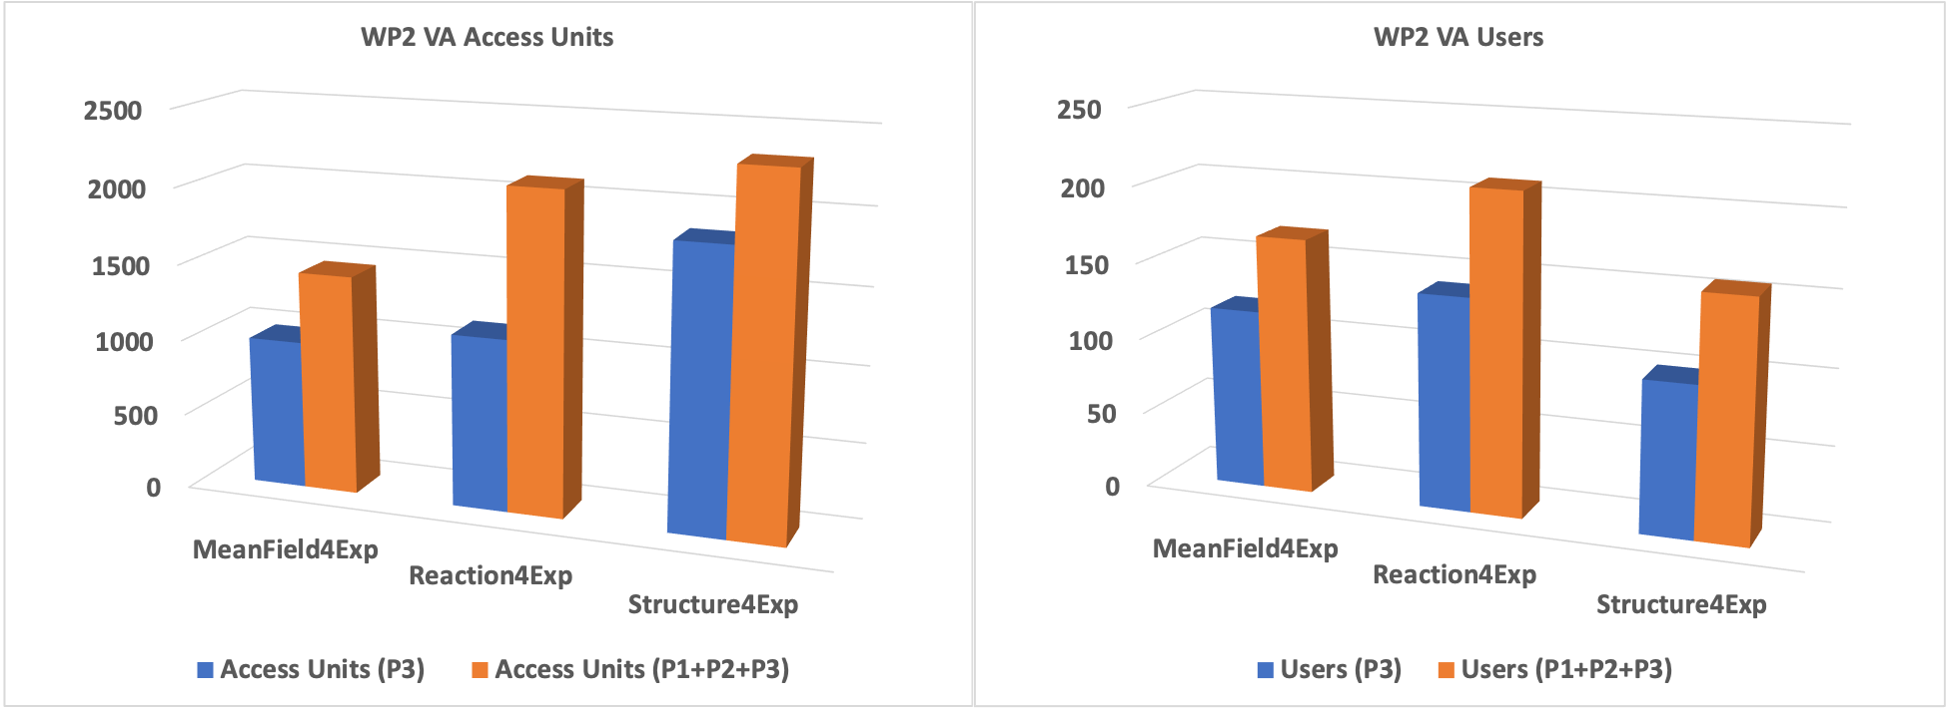 WP2 VA Access Units
2500
2000
1500
1000
500
0
MeanField4Exp
Reaction4Exp
Structure4Exp
Access Units (P3)
Access Units (P1+P2+P3)
WP2 VA Users
250
200
150
100
50
0
MeanField4Exp
Reaction4Exp
Structure4Exp
Users (P3)
Users (P1+P2+P3)